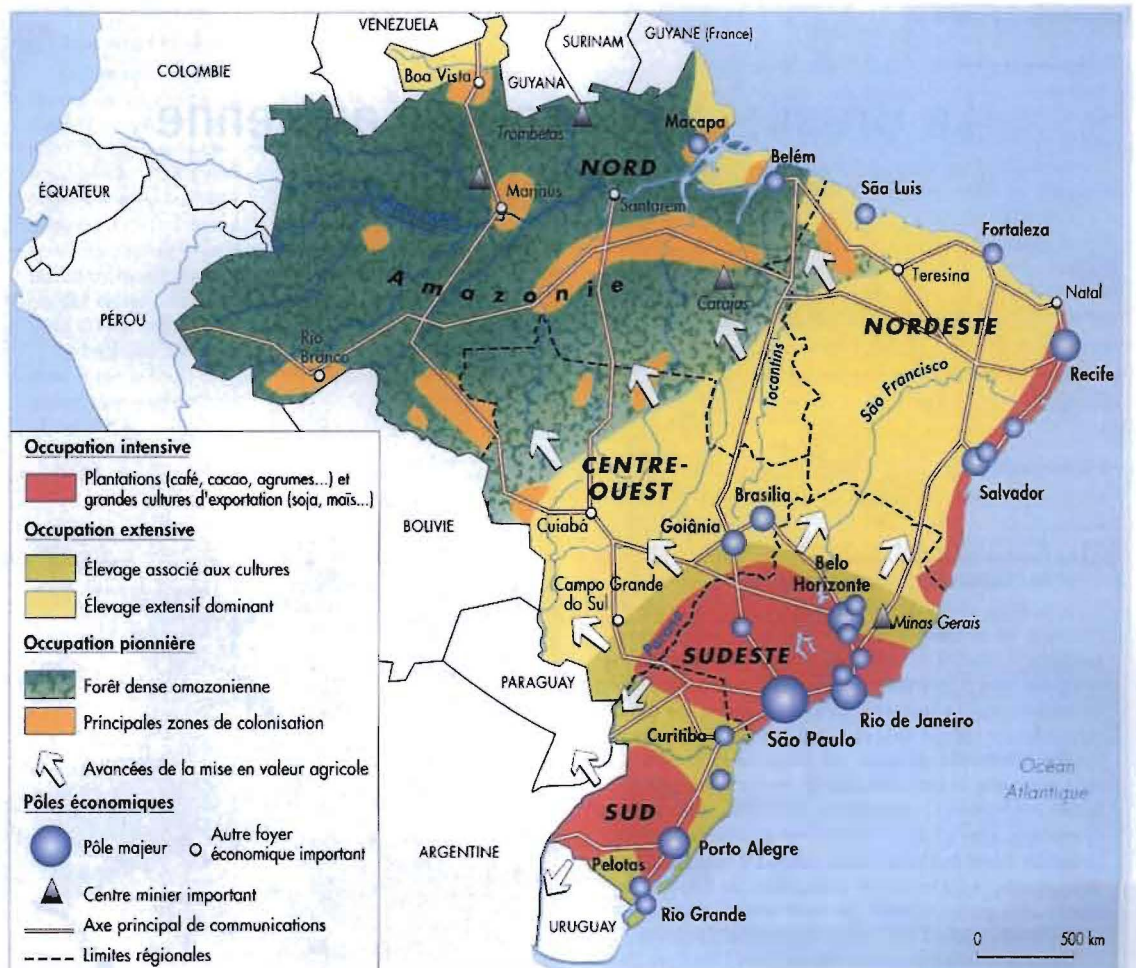 VENEZUELA
GUYANE (France)
SURINAM
COLOMBIE
Boa Vista
GUYANA
Trombetas
Macapa
NORD
Belém
ÉQUATEUR
Manaus
Santarem
São Luis
Fortaleza
Amazonie
Teresina
Carajas
Natal
PÉROU
NORDESTE
Rio
Branco
Tocantins
São Francisco
Recife
CENTRE-
OUEST
Brasilia
Salvador
BOLIVIE
Cuiabá
Goiânia
Belo
Horizonte
Campo Grande
do Sul
Minas Gerais
Paraná
SUDESTE
PARAGUAY
Rio de Janeiro
Curitiba
São Paulo
Océan
Atlantique
SUD
ARGENTINE
Porto Alegre
Pelotas
Rio Grande
URUGUAY
0 500 km
Occupation intensive
Plantations (café, cacao, agrumes...) et
grandes cultures d'exportation (soja, maïs...)
Occupation extensive
Élevage associé aux cultures
Élevage extensif dominant
Occupation pionnière
Forêt dense amazonienne
Principales zones de colonisation
Avancées de la mise en valeur agricole
Pôles économiques
Pôle majeur
Autre foyer
économique important
Centre minier important
Axe principal de communications
Limites régionales